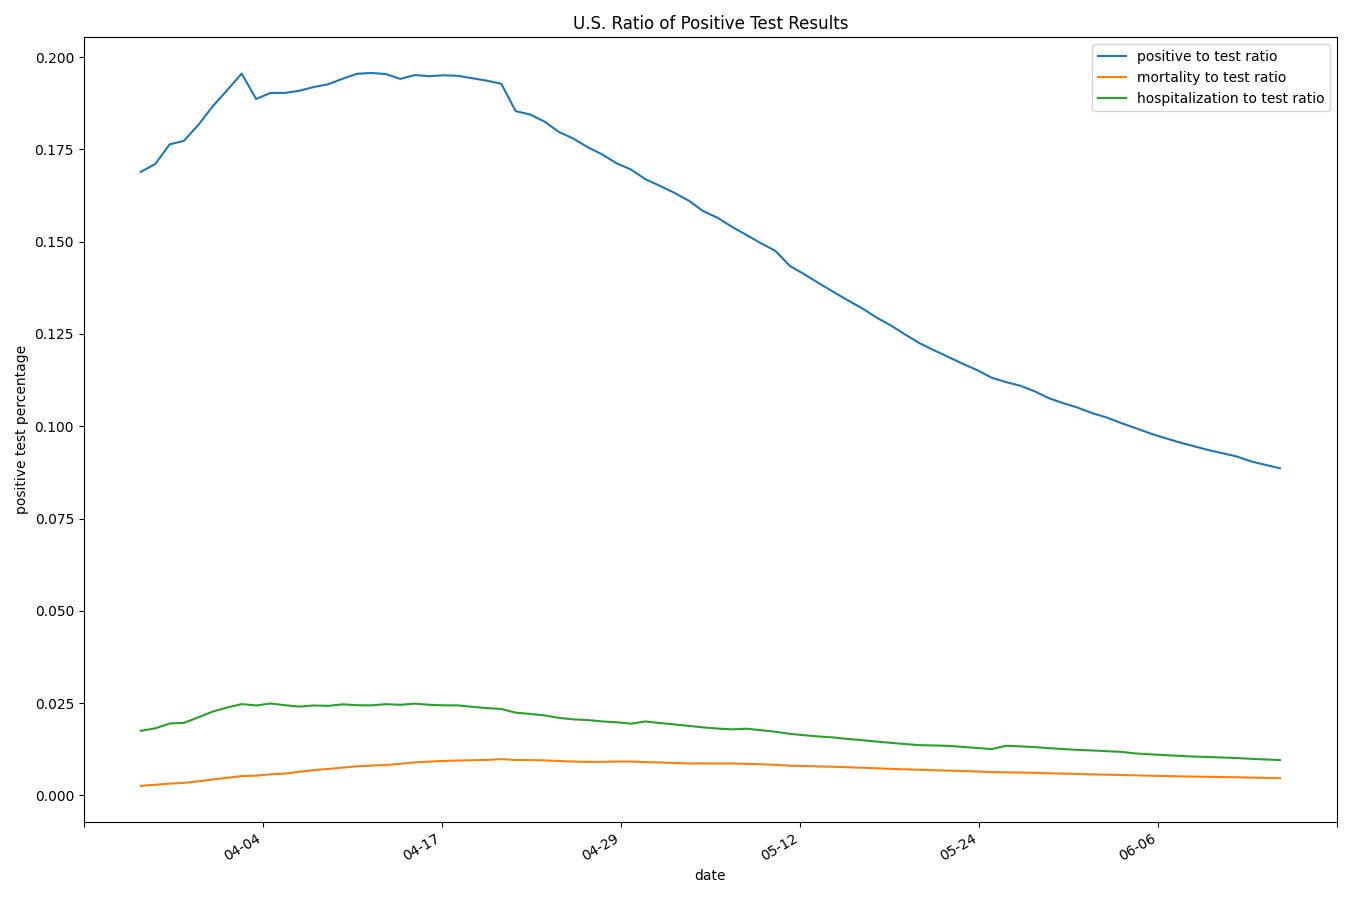 U.S. Ratio of Positive Test Results
positive to test ratio
mortality to test ratio
hospitalization to test ratio
positive test percentage
0.200
0.175
0.150
0.125
0.100
0.075
0.050
0.025
0.000
04-04
04-17
04-29
05-12
05-24
06-06
date